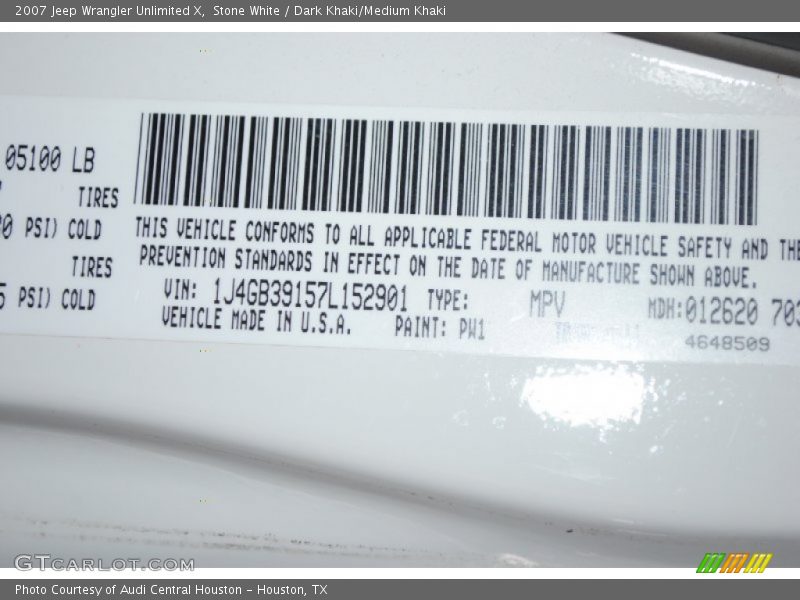 2007 Jeep Wrangler Unlimited X, Stone White / Dark Khaki/Medium Khaki
05100 LB
TIRES
PSI) COLD
TIRES
PSI) COLD
THIS VEHICLE CONFORMS TO ALL APPLICABLE FEDERAL MOTOR VEHICLE SAFETY AND THE
PREVENTION STANDARDS IN EFFECT ON THE DATE OF MANUFACTURE SHOWN ABOVE.
VIN: 1J4GB39157L152901 TYPE: MPV MDH:012620 703
VEHICLE MADE IN U.S.A. PAINT: PW1
4648509
GTCARLOT.COM
Photo Courtesy of Audi Central Houston - Houston, TX